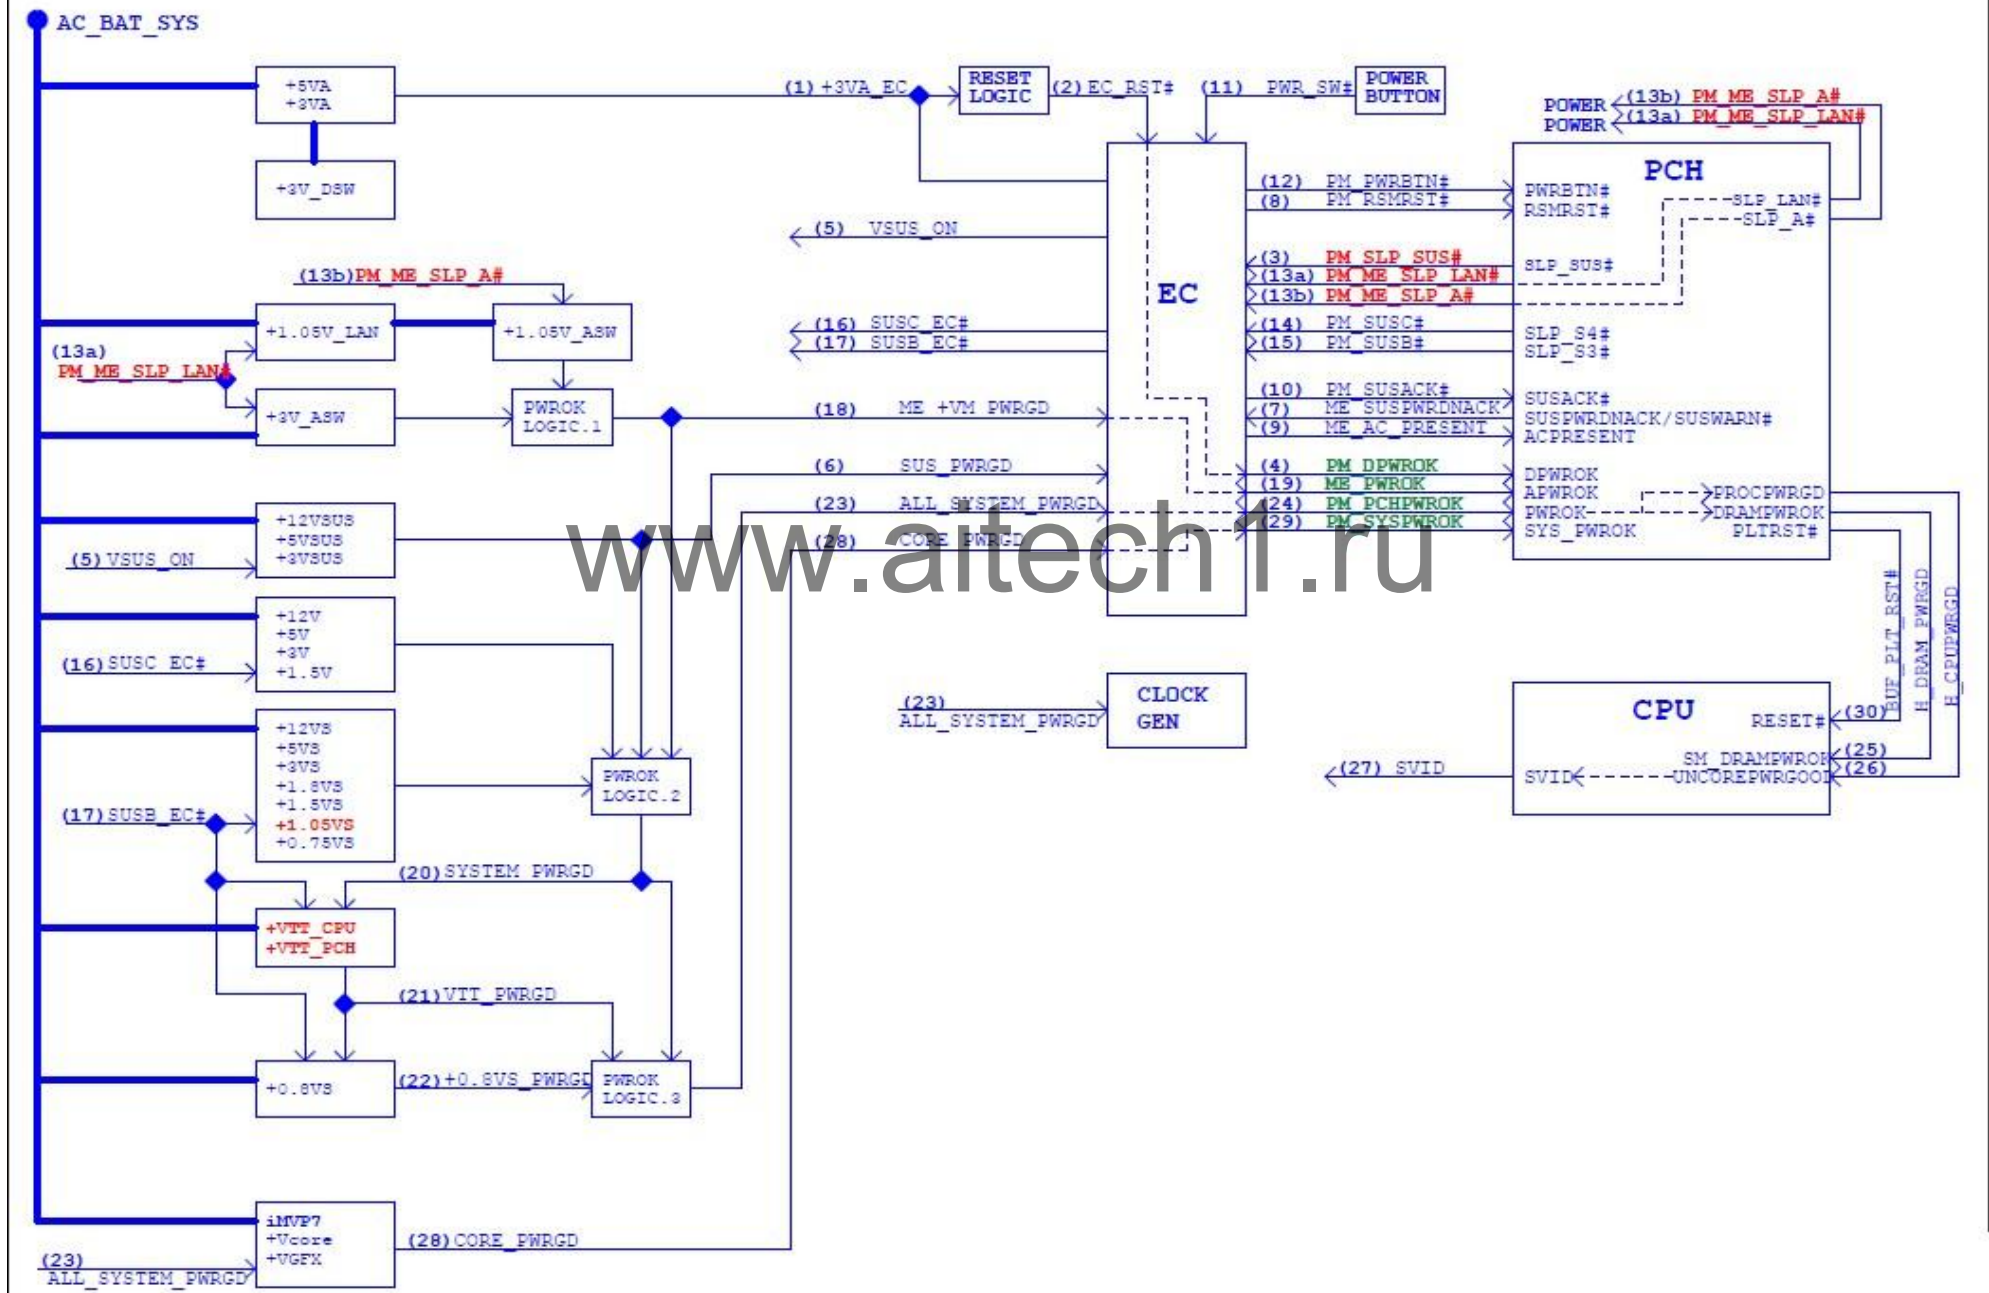 AC_BAT_SYS
+5VA
+3VA
+3V_DSW
(1) +3VA_EC
RESET
LOGIC
(2) EC_RST#
(11) PWR_SW#
POWER
BUTTON
POWER (13b) PM_ME_SLP_A#
POWER (13a) PM_ME_SLP_LAN#
PCH
EC
(12) PM_PWRBTN#
PWRBTN#
(8) PM_RSMRST#
RSMRST#
SLP_LAN#
SLP_A#
(5) VSUS_ON
(3) PM_SLP_SUS#
SLP_SUS#
(13a) PM_ME_SLP_LAN#
(13b) PM_ME_SLP_A#
(13b) PM_ME_SLP_A#
+1.05V_LAN
+1.05V_ASW
(13a)
PM_ME_SLP_LAN#
+3V_ASW
PWROK
LOGIC.1
(16) SUSC_EC#
(17) SUSB_EC#
(14) PM_SUSC#
SLP_S4#
(15) PM_SUSB#
SLP_S3#
(10) PM_SUSACK#
SUSACK#
(18) ME +VM PWRGD
(7) ME_SUSPWRDNACK
SUSPWRDNACK/SUSWARN#
(9) ME_AC_PRESENT
ACPRESENT
(6) SUS_PWRGD
(4) PM_DPWROK
DPWROK
(19) ME_PWROK
APWROK
PROCPWRGD
(23) ALL_SYSTEM_PWRGD
(24) PM_PCHPWROK
PWROK
DRAMPWROK
(28) CORE_PWRGD
(29) PM_SYSPWROK
SYS_PWROK
PLTRST#
www.aitech1.ru
+12VSUS
+5VSUS
+3VSUS
(5) VSUS_ON
+12V
+5V
+3V
+1.5V
(16) SUSC_EC#
BUF_PLT_RST#
H_DRAM_PWRGD
H_CPUPWRGD
CLOCK
GEN
(23)
ALL_SYSTEM_PWRGD
CPU
RESET#
(30)
SM_DRAMPWROK
(25)
(27) SVID
SVID
UNCOREPWRGOOD
(26)
+12VS
+5VS
+3VS
+1.8VS
+1.5VS
+1.05VS
+0.75VS
(17) SUSB_EC#
PWROK
LOGIC.2
(20) SYSTEM_PWRGD
+VTT_CPU
+VTT_PCH
(21) VTT_PWRGD
+0.8VS
(22) +0.8VS_PWRGD
PWROK
LOGIC.3
iMVP7
+Vcore
+VGFX
(28) CORE_PWRGD
(23)
ALL_SYSTEM_PWRGD